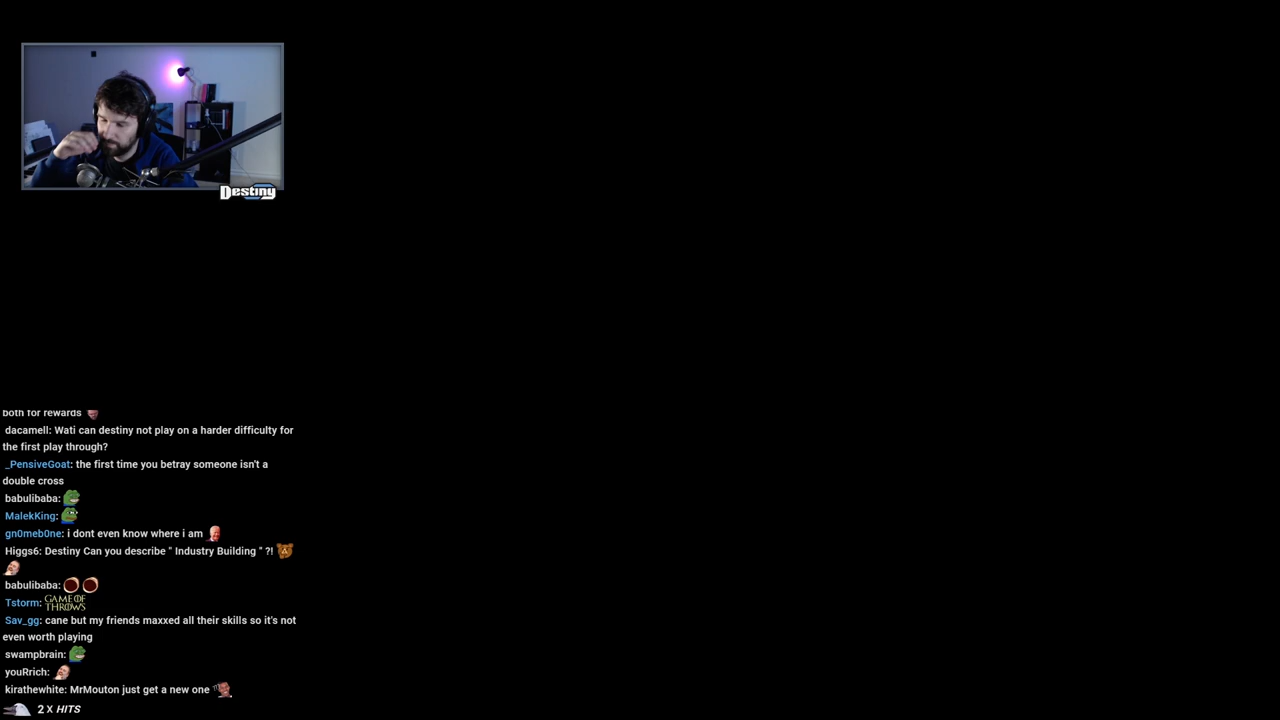 Destiny
both for rewards
dacamell: Wati can destiny not play on a harder difficulty for
the first play through?
_PensiveGoat: the first time you betray someone isn't a
double cross
babulibaba:
MalekKing:
gn0meb0ne: i dont even know where i am
Higgs6: Destiny Can you describe " Industry Building " ?!
babulibaba:
Tstorm: GAME OF
THROWS
Sav_gg: cane but my friends maxxed all their skills so it's not
even worth playing
swampbrain:
youRrich:
kirathewhite: MrMouton just get a new one
2 X HITS